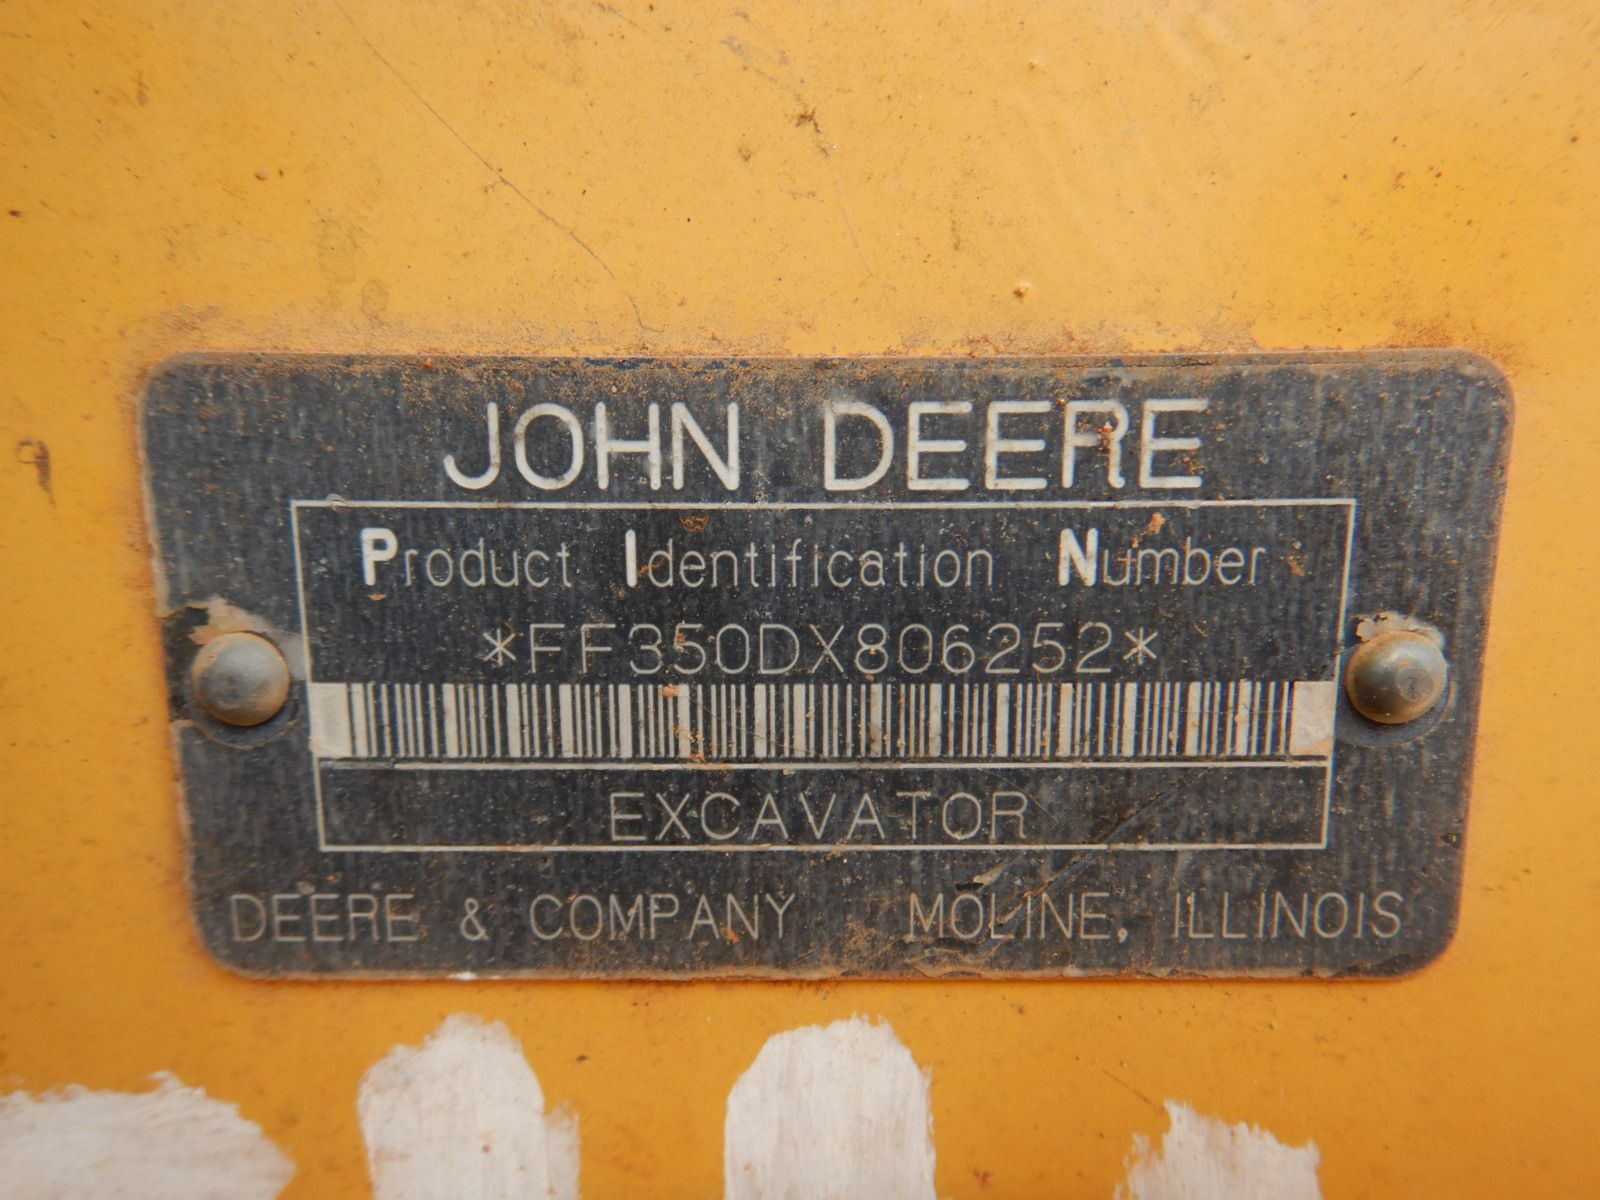 JOHN DEERE
Product Identification Number
*FF350DX806252*
EXCAVATOR
DEERE & COMPANY MOLINE, ILLINOIS